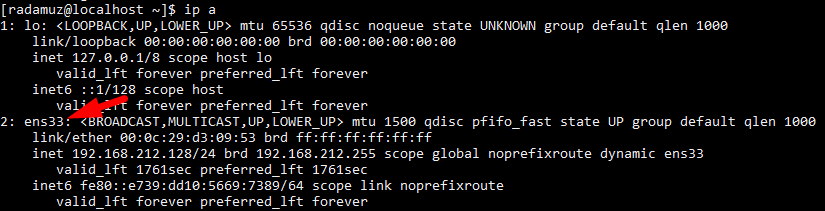 [radamuz@localhost ~]$ ip a
1: lo: <LOOPBACK,UP,LOWER_UP> mtu 65536 qdisc noqueue state UNKNOWN group default qlen 1000
link/loopback 00:00:00:00:00:00 brd 00:00:00:00:00:00
inet 127.0.0.1/8 scope host lo
valid_lft forever preferred_lft forever
inet6 ::1/128 scope host
valid_lft forever preferred_lft forever
2: ens33: <BROADCAST,MULTICAST,UP,LOWER_UP> mtu 1500 qdisc pfifo_fast state UP group default qlen 1000
link/ether 00:0c:29:d3:09:53 brd ff:ff:ff:ff:ff:ff
inet 192.168.212.128/24 brd 192.168.212.255 scope global noprefixroute dynamic ens33
valid_lft 1761sec preferred_lft 1761sec
inet6 fe80::e739:dd10:5669:7389/64 scope link noprefixroute
valid_lft forever preferred_lft forever